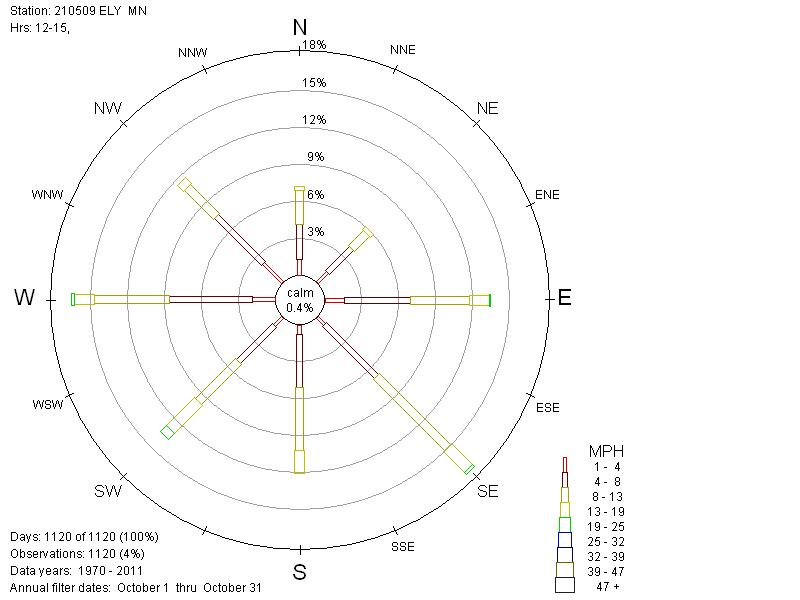 Station: 210509 ELY MN
Hrs: 12-15,
N
18%
NNW
NNE
15%
NW
NE
12%
9%
WNW
ENE
6%
3%
W
calm
0.4%
E
WSW
ESE
MPH
1 - 4
4 - 8
8 - 13
13 - 19
19 - 25
25 - 32
32 - 39
39 - 47
47 +
SW
SE
SSE
S
Days: 1120 of 1120 (100%)
Observations: 1120 (4%)
Data years: 1970 - 2011
Annual filter dates: October 1 thru October 31